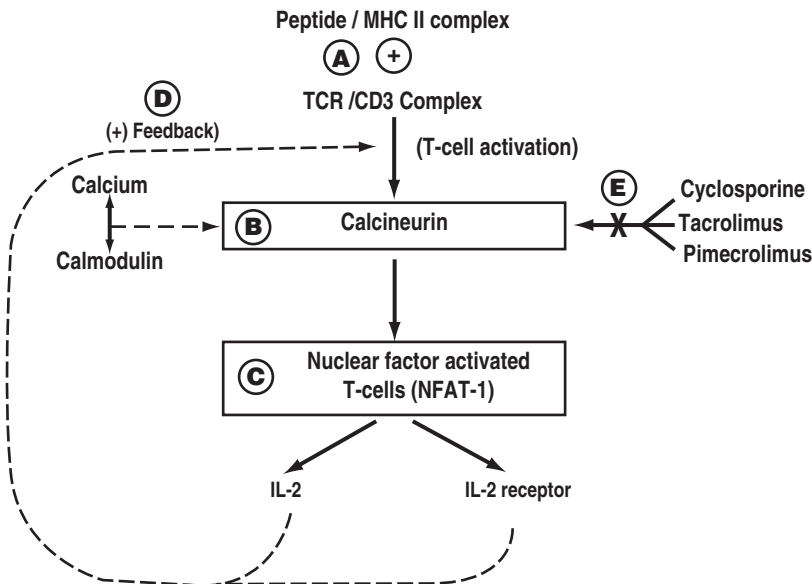 Peptide / MHC II complex
A +
TCR /CD3 Complex
D
(+) Feedback)
(T-cell activation)
Calcium
Calmodulin
B Calcineurin
E
X
Cyclosporine
Tacrolimus
Pimecrolimus
C
Nuclear factor activated
T-cells (NFAT-1)
IL-2
IL-2 receptor